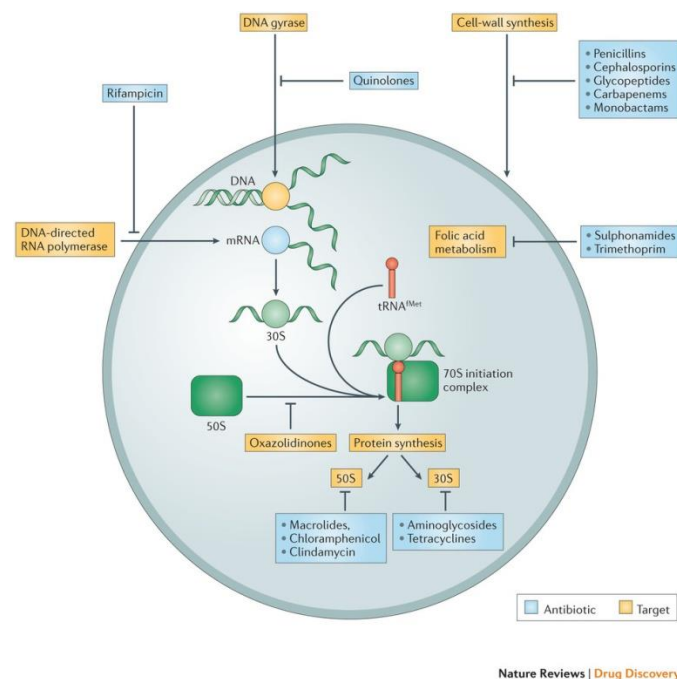 DNA gyrase
Cell-wall synthesis
Quinolones
• Penicillins
• Cephalosporins
• Glycopeptides
• Carbapenems
• Monobactams
Rifampicin
DNA
DNA-directed
RNA polymerase
mRNA
Folic acid
metabolism
• Sulphonamides
• Trimethoprim
tRNAfMet
30S
70S initiation
complex
50S
Oxazolidinones
Protein synthesis
50S
30S
• Macrolides,
• Chloramphenicol
• Clindamycin
• Aminoglycosides
• Tetracyclines
Antibiotic
Target
Nature Reviews | Drug Discovery